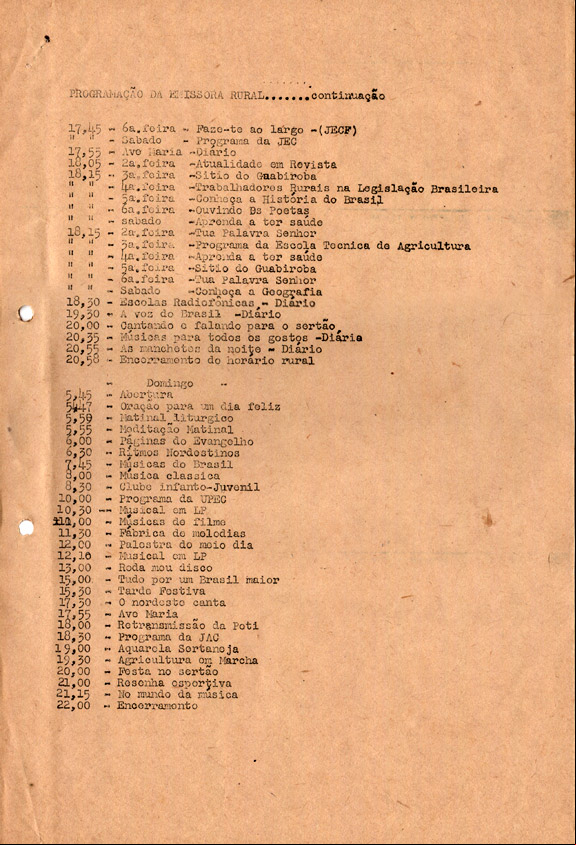 PROGRAMAÇÃO DA EMISSORA RURAL.......continuação
17,45 - 6a.feira - Faze-te ao largo -(JECF)
" " - Sabado - Programa da JEC
17,55 - Ave Maria -Diário
18,05 - 2a.feira -Atualidade em Revista
18,15 - 3a.feira -Sitio do Guabiroba
" " - 4a.feira -Trabalhadores Rurais na Legislação Brasileira
" " - 5a.feira -Conheça a História do Brasil
" " - 6a.feira -Ouvindo Os Poetas
" " - sabado -Aprenda a ter saúde
18,15 - 2a.feira -Tua Palavra Senhor
" " - 3a.feira -Programa da Escola Tecnica de Agricultura
" " - 4a.feira -Aprenda a ter saúde
" " - 5a.feira -Sitio do Guabiroba
" " - 6a.feira -Tua Palavra Senhor
" " - Sabado -Conheça a Geografia
18,30 - Escolas Radiofônicas,- Diário
19,30 - A voz do Brasil -Diário
20,00 - Cantando e falando para o sertão,
20,35 - Músicas para todos os gostos -Diária
20,55 - As manchetes da noite - Diário
20,58 - Encerramento do horário rural
- Domingo --
5,45 - Abertura
5,47 - Oração para um dia feliz
5,50 - Matinal liturgico
5,55 - Meditação Matinal
6,00 - Páginas do Evangelho
6,30 - Ritmos Nordestinos
7,45 - Músicas do Brasil
8,00 - Música classica
8,30 - Clube infanto-Juvenil
10,00 - Programa da UPEC
10,30 -- Musical em LP
11,00 - Músicas de films
11,30 - Fábrica de melodias
12,00 - Palestra do meio dia
12,10 - Musical em LP
13,00 - Roda meu disco
15,00 - Tudo por um Brasil maior
15,30 - Tarde Festiva
17,30 - O nordeste canta
17,55 - Ave Maria
18,00 - Retransmissão da Poti
18,30 - Programa da JAC
19,00 - Aquarela Sertaneja
19,30 - Agricultura em Marcha
20,00 - Festa no sertão
21,00 - Resenha esportiva
21,15 - No mundo da música
22,00 - Encerramento